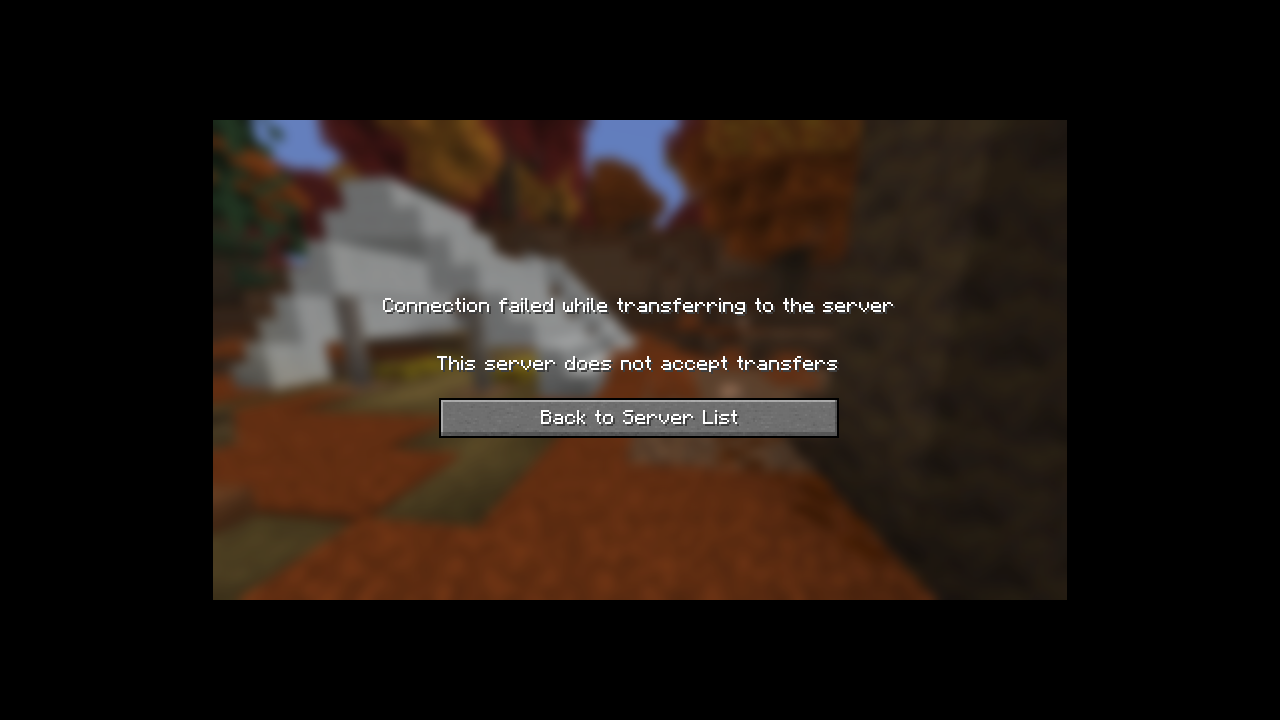 Connection failed while transferring to the server
This server does not accept transfers
Back to Server List